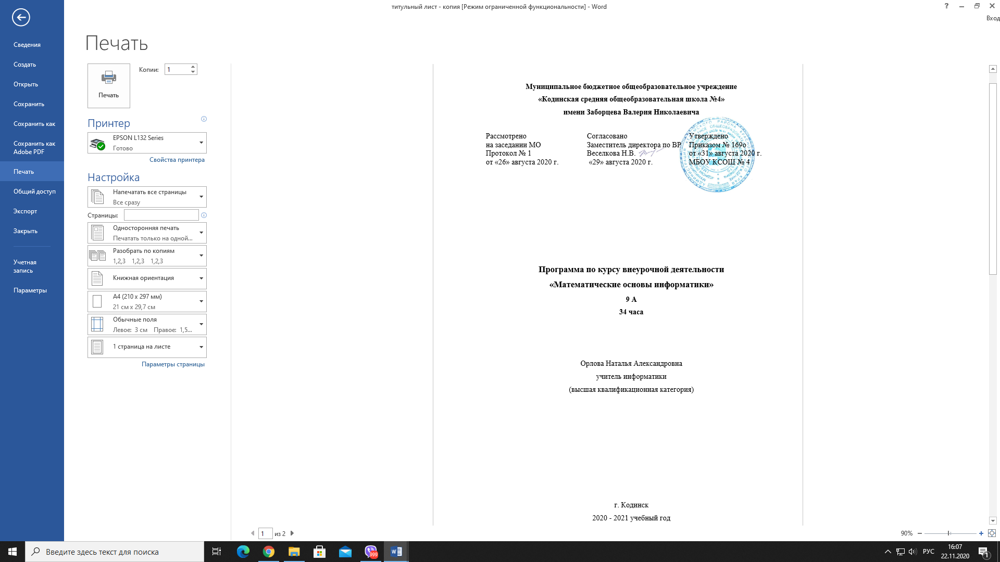 титульный лист - копия [Режим ограниченной функциональности] - Word
?
Вход
Сведения
Создать
Открыть
Сохранить
Сохранить как
Сохранить как
Adobe PDF
Печать
Общий доступ
Экспорт
Закрыть
Учетная
запись
Параметры
Печать
Печать
Копии: 1
Принтер
EPSON L132 Series
Готово
Свойства принтера
Настройка
Напечатать все страницы
Все сразу
Страницы:
Односторонняя печать
Печатать только на одной...
Разобрать по копиям
1,2,3 1,2,3 1,2,3
Книжная ориентация
A4 (210 x 297 мм)
21 см x 29,7 см
Обычные поля
Левое: 3 см Правое: 1,5...
1 страница на листе
Параметры страницы
Муниципальное бюджетное общеобразовательное учреждение
«Кодинская средняя общеобразовательная школа №4»
имени Заборцева Валерия Николаевича
Рассмотрено
на заседании МО
Протокол № 1
от «26» августа 2020 г.
Согласовано
Заместитель директора по ВР
Веселкова Н.В.
«29» августа 2020 г.
Утверждено
Приказом № 169о
от «31» августа 2020 г.
МБОУ КСОШ № 4
Программа по курсу внеурочной деятельности
«Математические основы информатики»
9 А
34 часа
Орлова Наталья Александровна
учитель информатики
(высшая квалификационная категория)
г. Кодинск
2020 - 2021 учебный год
1 из 2
90%
Введите здесь текст для поиска
999
РУС
16:07
22.11.2020
1